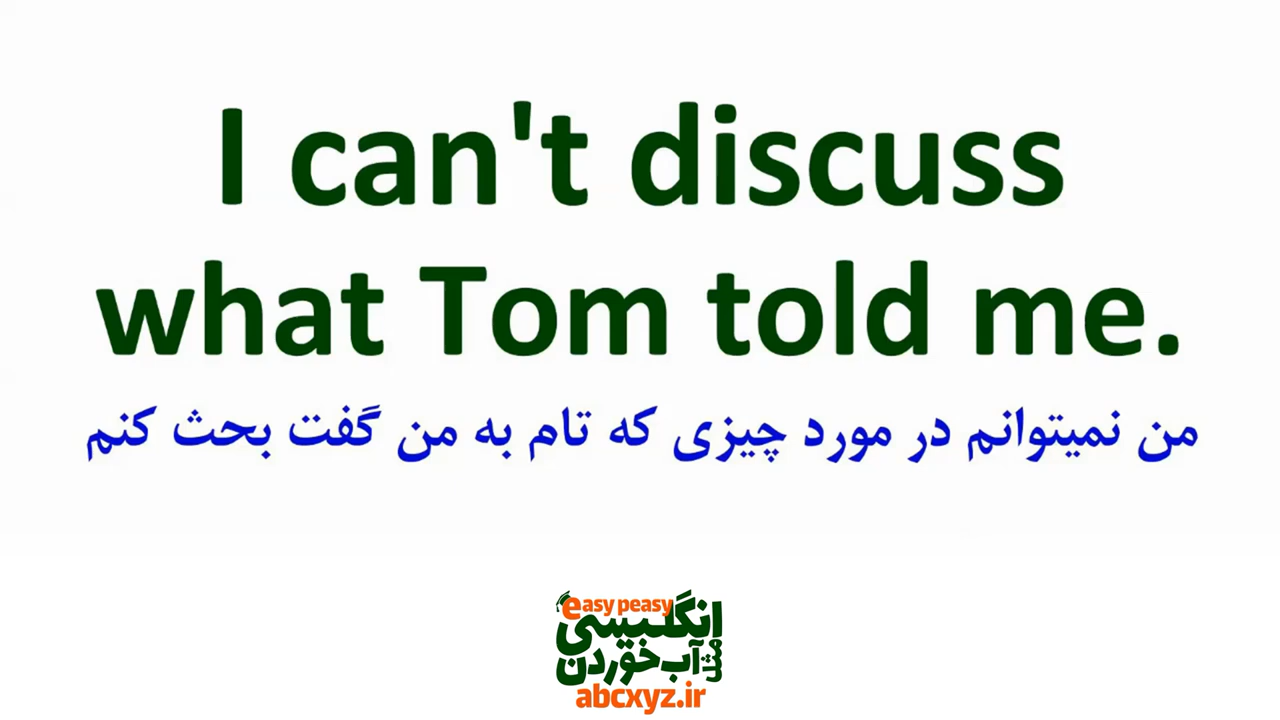 I can't discuss
what Tom told me.
من نمیتوانم در مورد چیزی که تام به من گفت بحث کنم
easy peasy
انگلیسی
مثل آب خوردن
abcxyz.ir